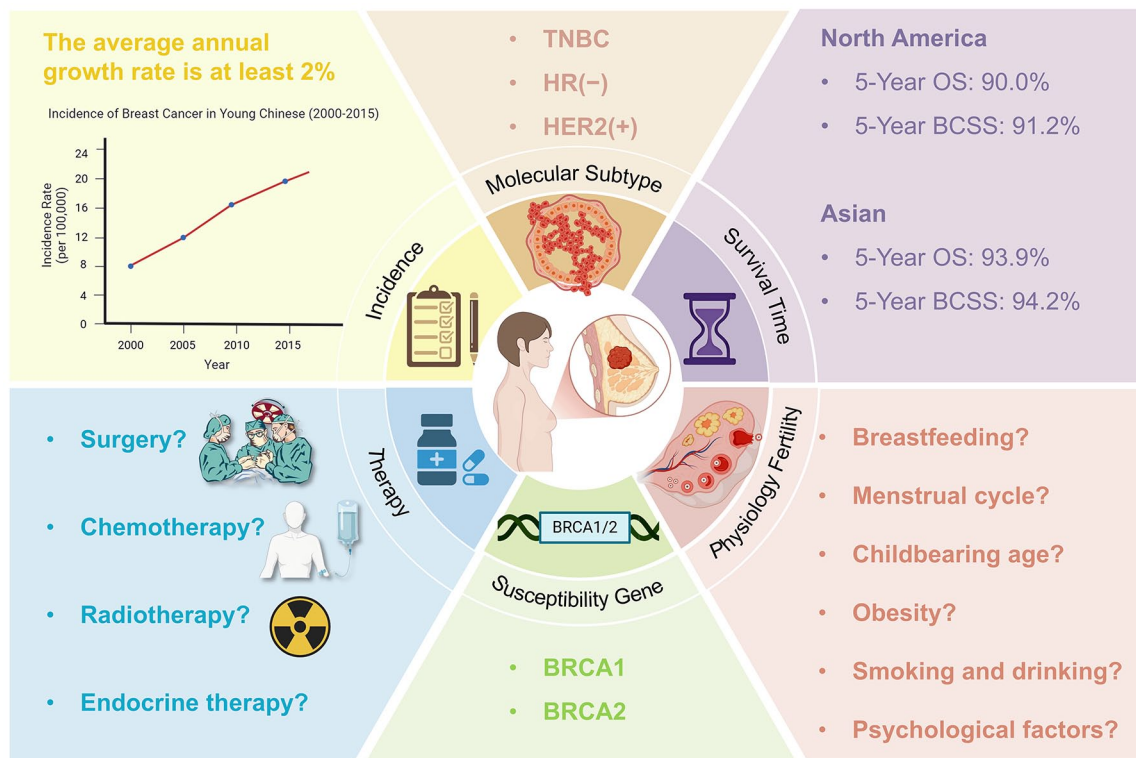 The average annual
growth rate is at least 2%
Incidence of Breast Cancer in Young Chinese (2000-2015)
Incidence Rate
(per 100,000)
24
20
16
12
8
4
0
2000
2005
2010
2015
Year
• TNBC
• HR(−)
• HER2(+)
North America
• 5-Year OS: 90.0%
• 5-Year BCSS: 91.2%
Asian
• 5-Year OS: 93.9%
• 5-Year BCSS: 94.2%
Molecular Subtype
Incidence
Survival Time
Therapy
Physiology Fertility
BRCA1/2
Susceptibility Gene
• Surgery?
• Chemotherapy?
• Radiotherapy?
• Endocrine therapy?
• BRCA1
• BRCA2
• Breastfeeding?
• Menstrual cycle?
• Childbearing age?
• Obesity?
• Smoking and drinking?
• Psychological factors?